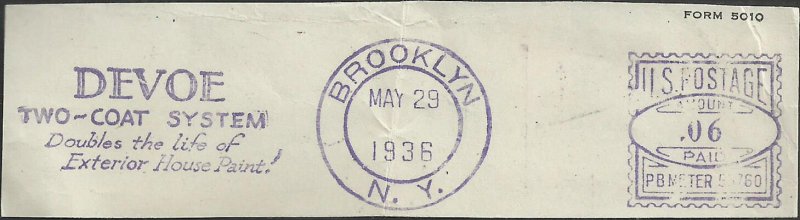 FORM 5010
DEVOE
TWO-COAT SYSTEM
Doubles the life of
Exterior House Paint!
BROOKLYN
MAY 29
1936
N. Y.
U.S. POSTAGE
AMOUNT
.06
PAID
PB METER